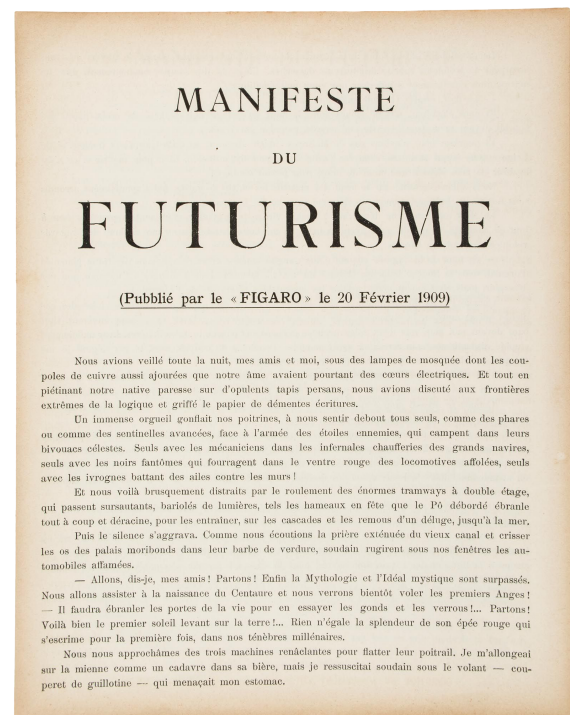 MANIFESTE
DU
FUTURISME
(Pubblié par le « FIGARO » le 20 Février 1909)
Nous avions veillé toute la nuit, mes amis et moi, sous des lampes de mosquée dont les cou-
poles de cuivre aussi ajourées que notre âme avaient pourtant des cœurs électriques. Et tout en
piétinant notre native paresse sur d'opulents tapis persans, nous avions discuté aux frontières
extrêmes de la logique et griffé le papier de démentes écritures.
Un immense orgueil gonflait nos poitrines, à nous sentir debout tous seuls, comme des phares
ou comme des sentinelles avancées, face à l'armée des étoiles ennemies, qui campent dans leurs
bivouacs célestes. Seuls avec les mécaniciens dans les infernales chaufferies des grands navires,
seuls avec les noirs fantômes qui fourragent dans le ventre rouge des locomotives affolées, seuls
avec les ivrognes battant des ailes contre les murs !
Et nous voilà brusquement distraits par le roulement des énormes tramways à double étage,
qui passent sursautants, bariolés de lumières, tels les hameaux en fête que le Pô débordé ébranle
tout à coup et déracine, pour les entraîner, sur les cascades et les remous d'un déluge, jusqu'à la mer.
Puis le silence s'aggrava. Comme nous écoutions la prière exténuée du vieux canal et crisser
les os des palais moribonds dans leur barbe de verdure, soudain rugirent sous nos fenêtres les au-
tomobiles affamées.
— Allons, dis-je, mes amis! Partons! Enfin la Mythologie et l'Idéal mystique sont surpassés.
Nous allons assister à la naissance du Centaure et nous verrons bientôt voler les premiers Anges!
— Il faudra ébranler les portes de la vie pour en essayer les gonds et les verrous!... Partons!
Voilà bien le premier soleil levant sur la terre!... Rien n'égale la splendeur de son épée rouge qui
s'escrime pour la première fois, dans nos ténèbres millénaires.
Nous nous approchâmes des trois machines renâclantes pour flatter leur poitrail. Je m'allongeai
sur la mienne comme un cadavre dans sa bière, mais je ressuscitai soudain sous le volant — cou-
peret de guillotine — qui menaçait mon estomac.